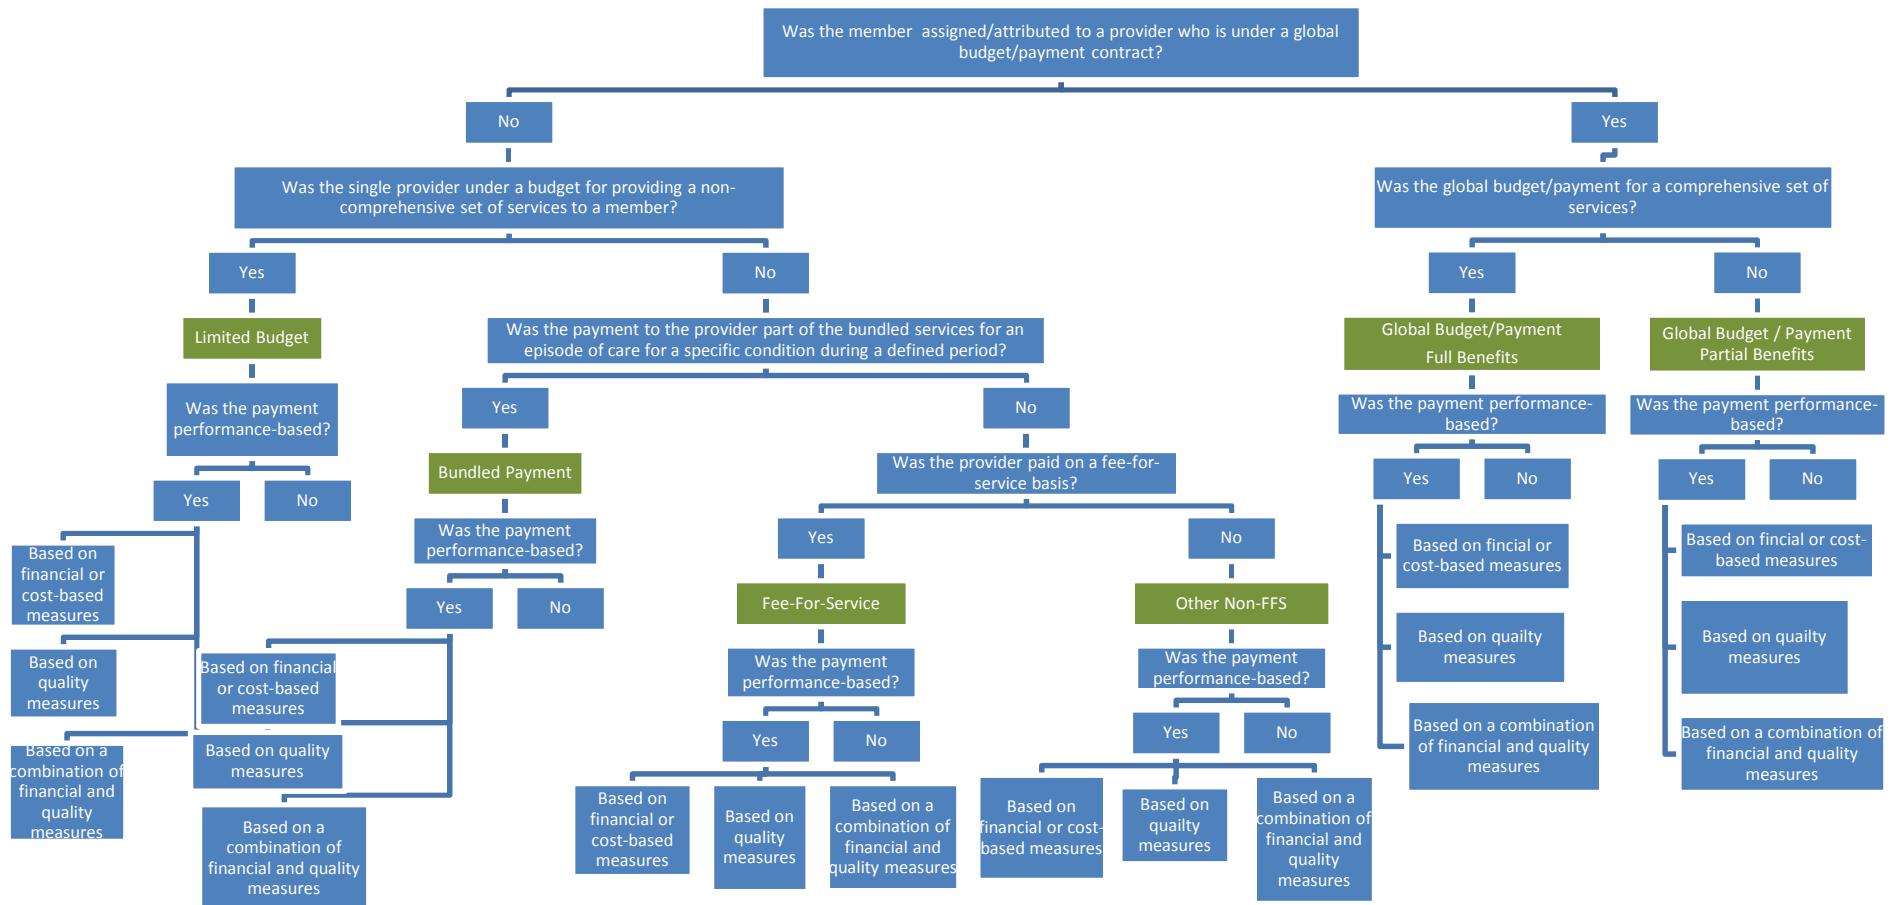 Was the member  assigned/attributed to a provider who is under a global
budget/payment contract?
No
Yes
Was the single provider under a budget for providing a non-
comprehensive set of services to a member?
Was the global budget/payment for a comprehensive set of
services?
Yes
No
Yes
No
Limited Budget
Was the payment to the provider part of the bundled services for an
episode of care for a specific condition during a defined period?
Global Budget/Payment
Full Benefits
Global Budget / Payment
Partial Benefits
Was the payment
performance-based?
Yes
No
Was the payment performance-
based?
Was the payment performance-
based?
Yes
No
Bundled Payment
Was the provider paid on a fee-for-
service basis?
Yes
No
Yes
No
Was the payment
performance-based?
Yes
No
Based on
financial or
cost-based
measures
Based on fincial or
cost-based measures
Based on fincial or cost-
based measures
Yes
No
Fee-For-Service
Other Non-FFS
Based on
quality
measures
Based on financial
or cost-based
measures
Was the payment
performance-based?
Was the payment
performance-based?
Based on quailty
measures
Based on quailty
measures
Yes
No
Yes
No
Based on a
combination of
financial and
quality
measures
Based on quality
measures
Based on a combination
of financial and quality
measures
Based on a combination of
financial and quality
measures
Based on a
combination of
financial and quality
measures
Based on
financial or
cost-based
measures
Based on
quality
measures
Based on a
combination of
financial and
quality measures
Based on
financial or cost-
based measures
Based on
quailty
measures
Based on a
combination of
financial and
quality
measures